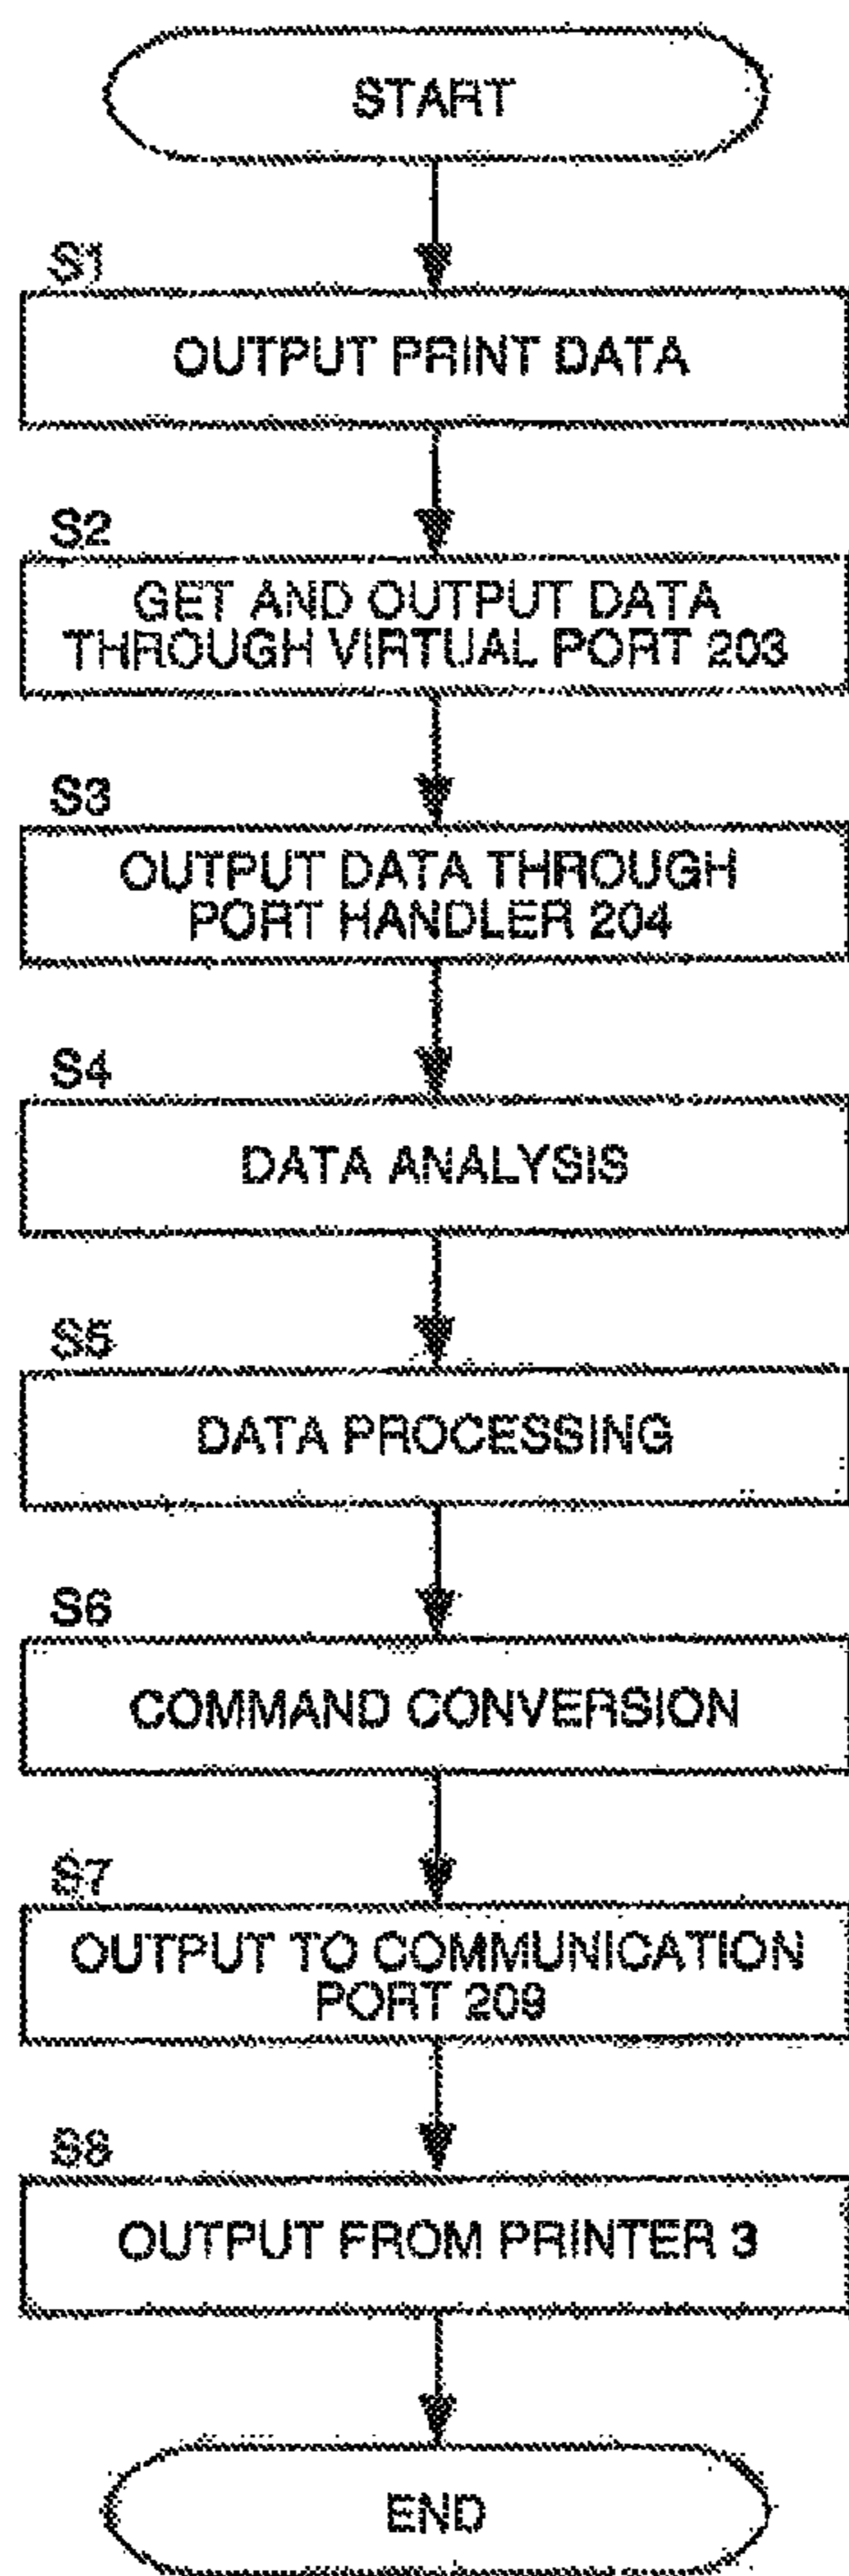 START
S1
OUTPUT PRINT DATA
S2
GET AND OUTPUT DATA
THROUGH VIRTUAL PORT 203
S3
OUTPUT DATA THROUGH
PORT HANDLER 204
S4
DATA ANALYSIS
S5
DATA PROCESSING
S6
COMMAND CONVERSION
S7
OUTPUT TO COMMUNICATION
PORT 209
S8
OUTPUT FROM PRINTER 3
END